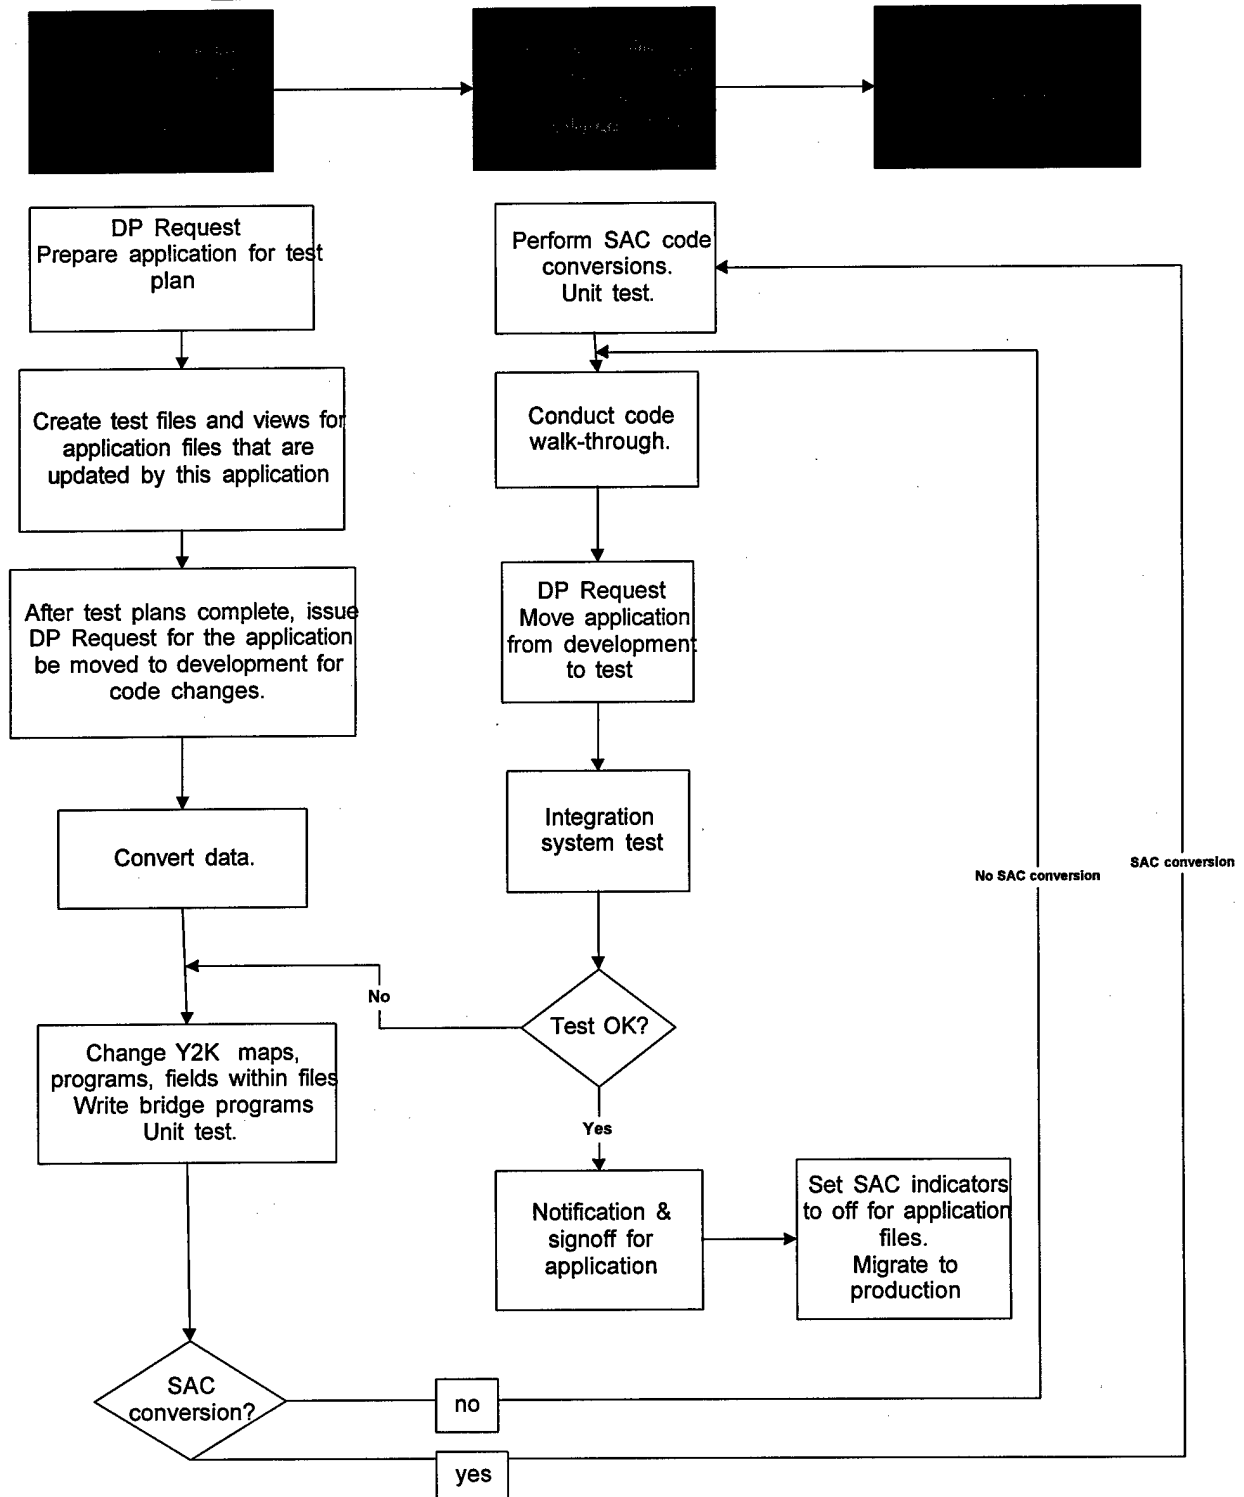 DP Request
Prepare application for test
plan
Create test files and views for
application files that are
updated by this application
After test plans complete, issue
DP Request for the application
be moved to development for
code changes.
Convert data.
No
Change Y2K maps,
programs, fields within files
Write bridge programs
Unit test.
SAC
conversion?
no
yes
Perform SAC code
conversions.
Unit test.
Conduct code
walk-through.
DP Request
Move application
from development
to test
Integration
system test
Test OK?
Yes
Notification &
signoff for
application
Set SAC indicators
to off for application
files.
Migrate to
production
No SAC conversion
SAC conversion